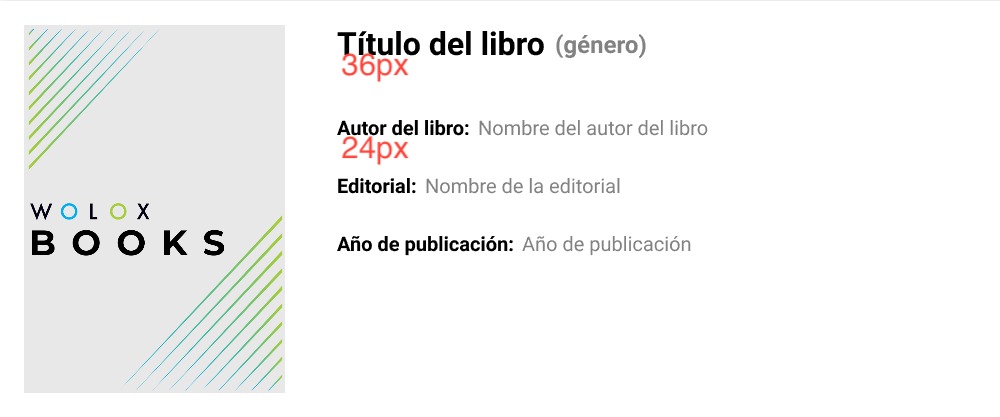 Título del libro (género)
36px
Autor del libro: Nombre del autor del libro
24px
Editorial: Nombre de la editorial
Año de publicación: Año de publicación
WOLOX
BOOKS